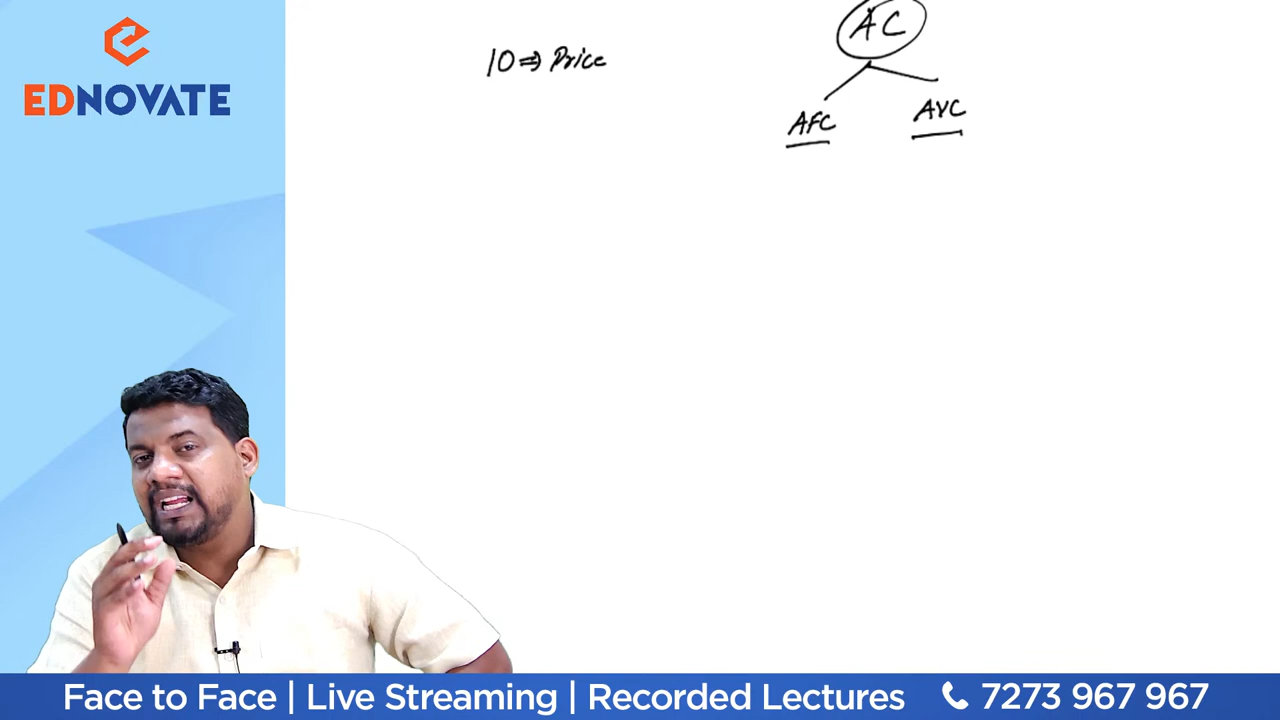 EDNOVATE
10 ⇒ Price
AC
AFC
AVC
Face to Face | Live Streaming | Recorded Lectures 7273 967 967